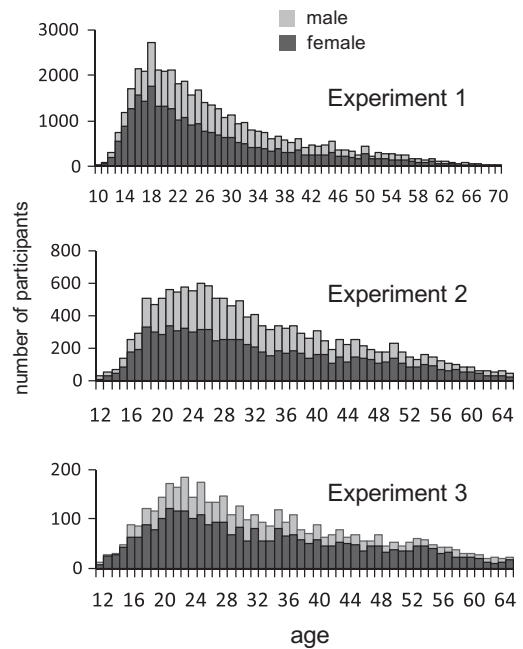 male
female
3000
2000
1000
0
Experiment 1
10 14 18 22 26 30 34 38 42 46 50 54 58 62 66 70
number of participants
800
600
400
200
0
Experiment 2
12 16 20 24 28 32 36 40 44 48 52 56 60 64
200
100
0
Experiment 3
12 16 20 24 28 32 36 40 44 48 52 56 60 64
age